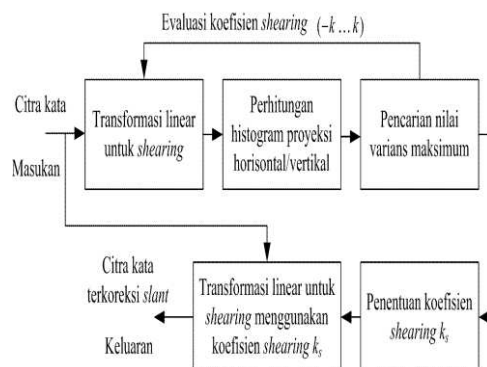 Evaluasi koefisien shearing (−k ... k)
Citra kata
Masukan
Transformasi linear
untuk shearing
Perhitungan
histogram proyeksi
horisontal/vertikal
Pencarian nilai
varians maksimum
Citra kata
terkoreksi slant
Keluaran
Transformasi linear untuk
shearing menggunakan
koefisien shearing kₛ
Penentuan koefisien
shearing kₛ